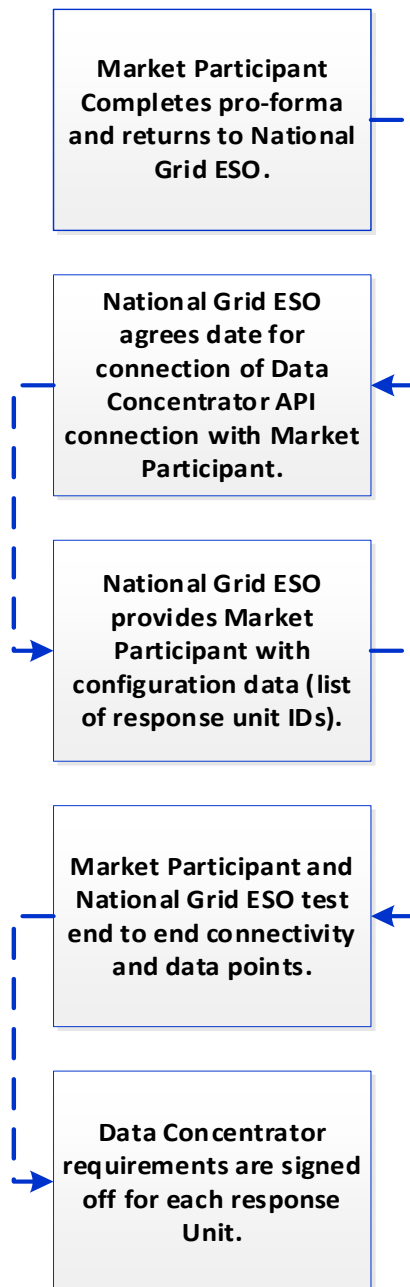 Market Participant
Completes pro-forma
and returns to National
Grid ESO.
National Grid ESO
agrees date for
connection of Data
Concentrator API
connection with Market
Participant.
National Grid ESO
provides Market
Participant with
configuration data (list
of response unit IDs).
Market Participant and
National Grid ESO test
end to end connectivity
and data points.
Data Concentrator
requirements are signed
off for each response
Unit.